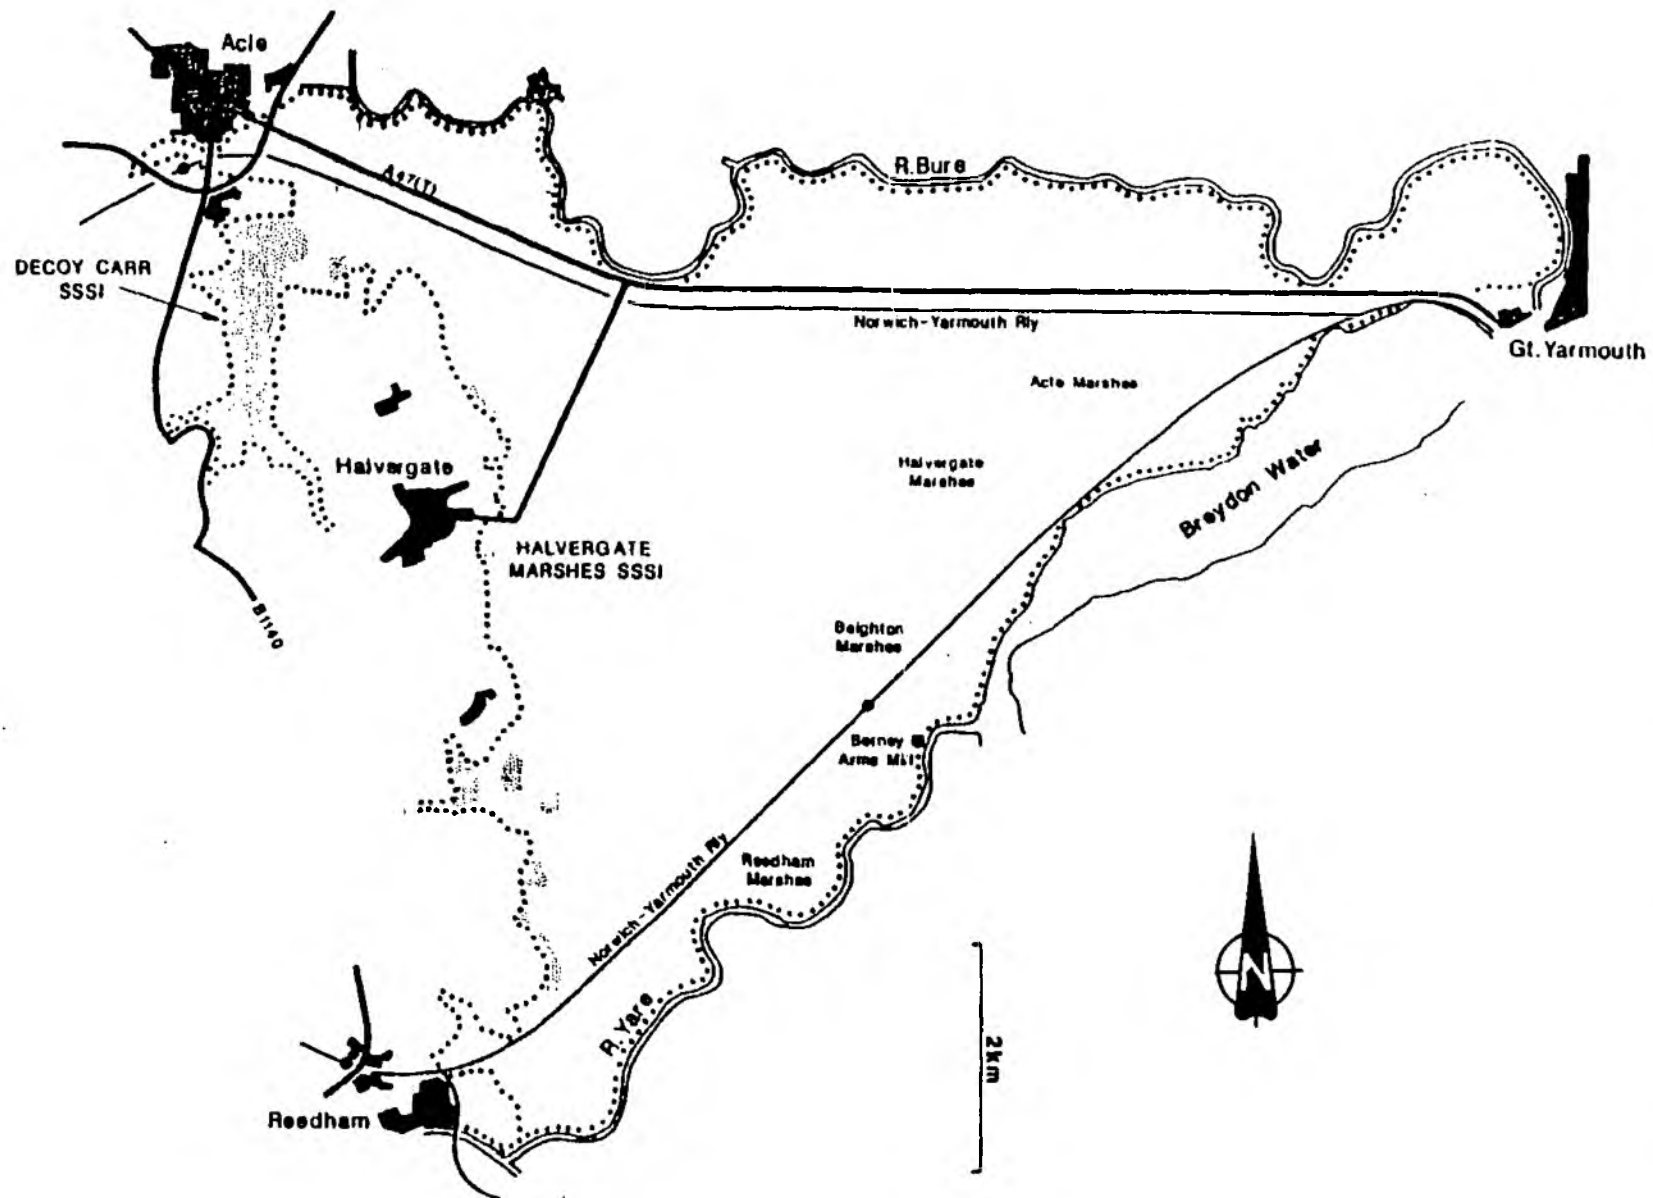 Acle
R.Bure
A47(T)
DECOY CARR
SSSI
Norwich-Yarmouth Rly
Gt. Yarmouth
Acle Marshes
Halvergate
Halvergate
Marshes
Breydon Water
HALVERGATE
MARSHES SSSI
B1140
Beighton
Marshes
Berney
Arms Mill
Norwich-Yarmouth Rly
Reedham
Marshes
R. Yare
N
2km
Reedham